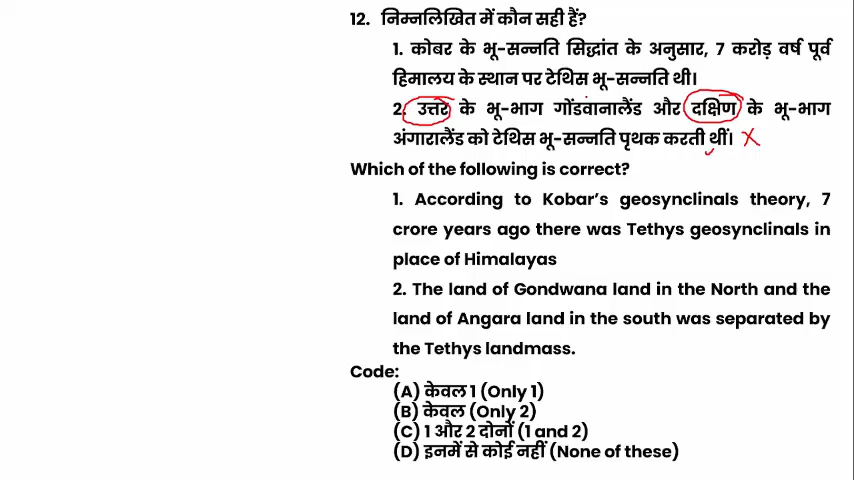 12. निम्नलिखित में कौन सही हैं?
1. कोबर के भू-सन्नति सिद्धांत के अनुसार, 7 करोड़ वर्ष पूर्व
हिमालय के स्थान पर टेथिस भू-सन्नति थी।
2. उत्तर के भू-भाग गोंडवानालैंड और दक्षिण के भू-भाग
अंगारालैंड को टेथिस भू-सन्नति पृथक करती थीं। X
Which of the following is correct?
1. According to Kobar's geosynclinals theory, 7
crore years ago there was Tethys geosynclinals in
place of Himalayas
2. The land of Gondwana land in the North and the
land of Angara land in the south was separated by
the Tethys landmass.
Code:
(A) केवल 1 (Only 1)
(B) केवल (Only 2)
(C) 1 और 2 दोनों (1 and 2)
(D) इनमें से कोई नहीं (None of these)